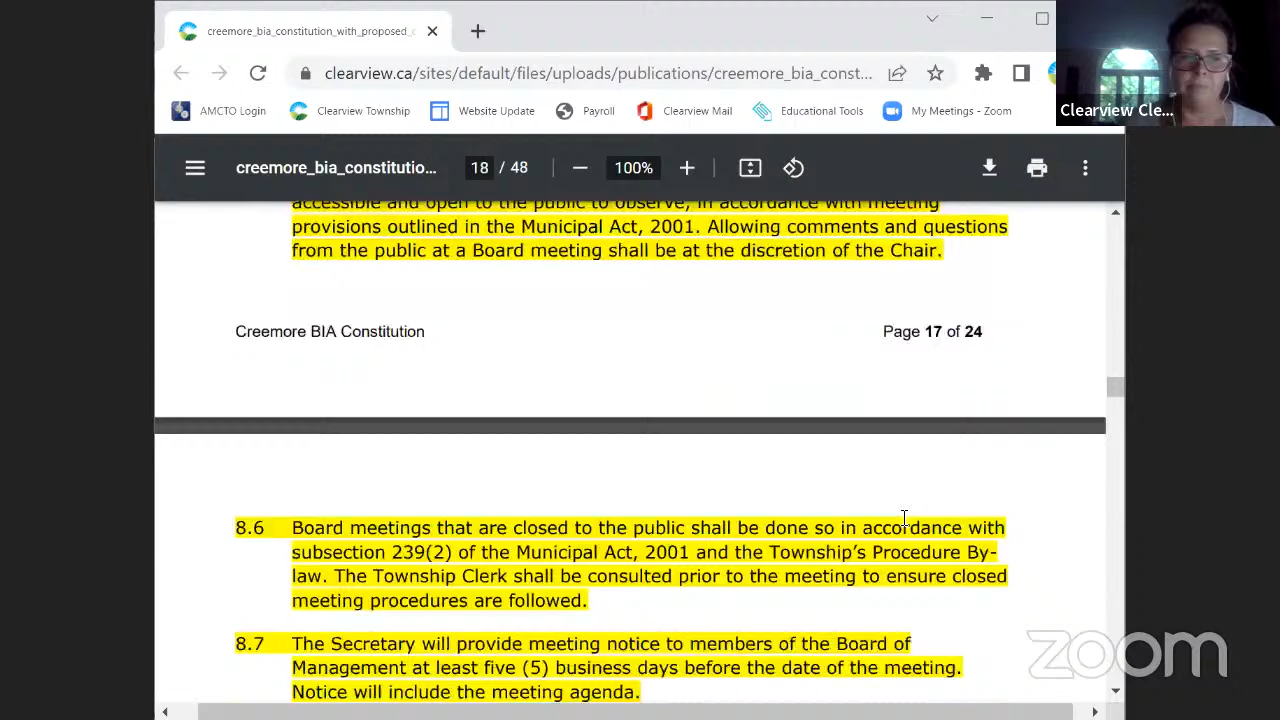 creemore_bia_constitution_with_proposed_c
clearview.ca/sites/default/files/uploads/publications/creemore_bia_const...
AMCTO Login
Clearview Township
Website Update
Payroll
Clearview Mail
Educational Tools
My Meetings - Zoom
Clearview Cle...
creemore_bia_constitutio...
18 / 48
100%
accessible and open to the public to observe, in accordance with meeting
provisions outlined in the Municipal Act, 2001. Allowing comments and questions
from the public at a Board meeting shall be at the discretion of the Chair.
Creemore BIA Constitution
Page 17 of 24
8.6 Board meetings that are closed to the public shall be done so in accordance with
subsection 239(2) of the Municipal Act, 2001 and the Township's Procedure By-
law. The Township Clerk shall be consulted prior to the meeting to ensure closed
meeting procedures are followed.
8.7 The Secretary will provide meeting notice to members of the Board of
Management at least five (5) business days before the date of the meeting.
Notice will include the meeting agenda.
zoom